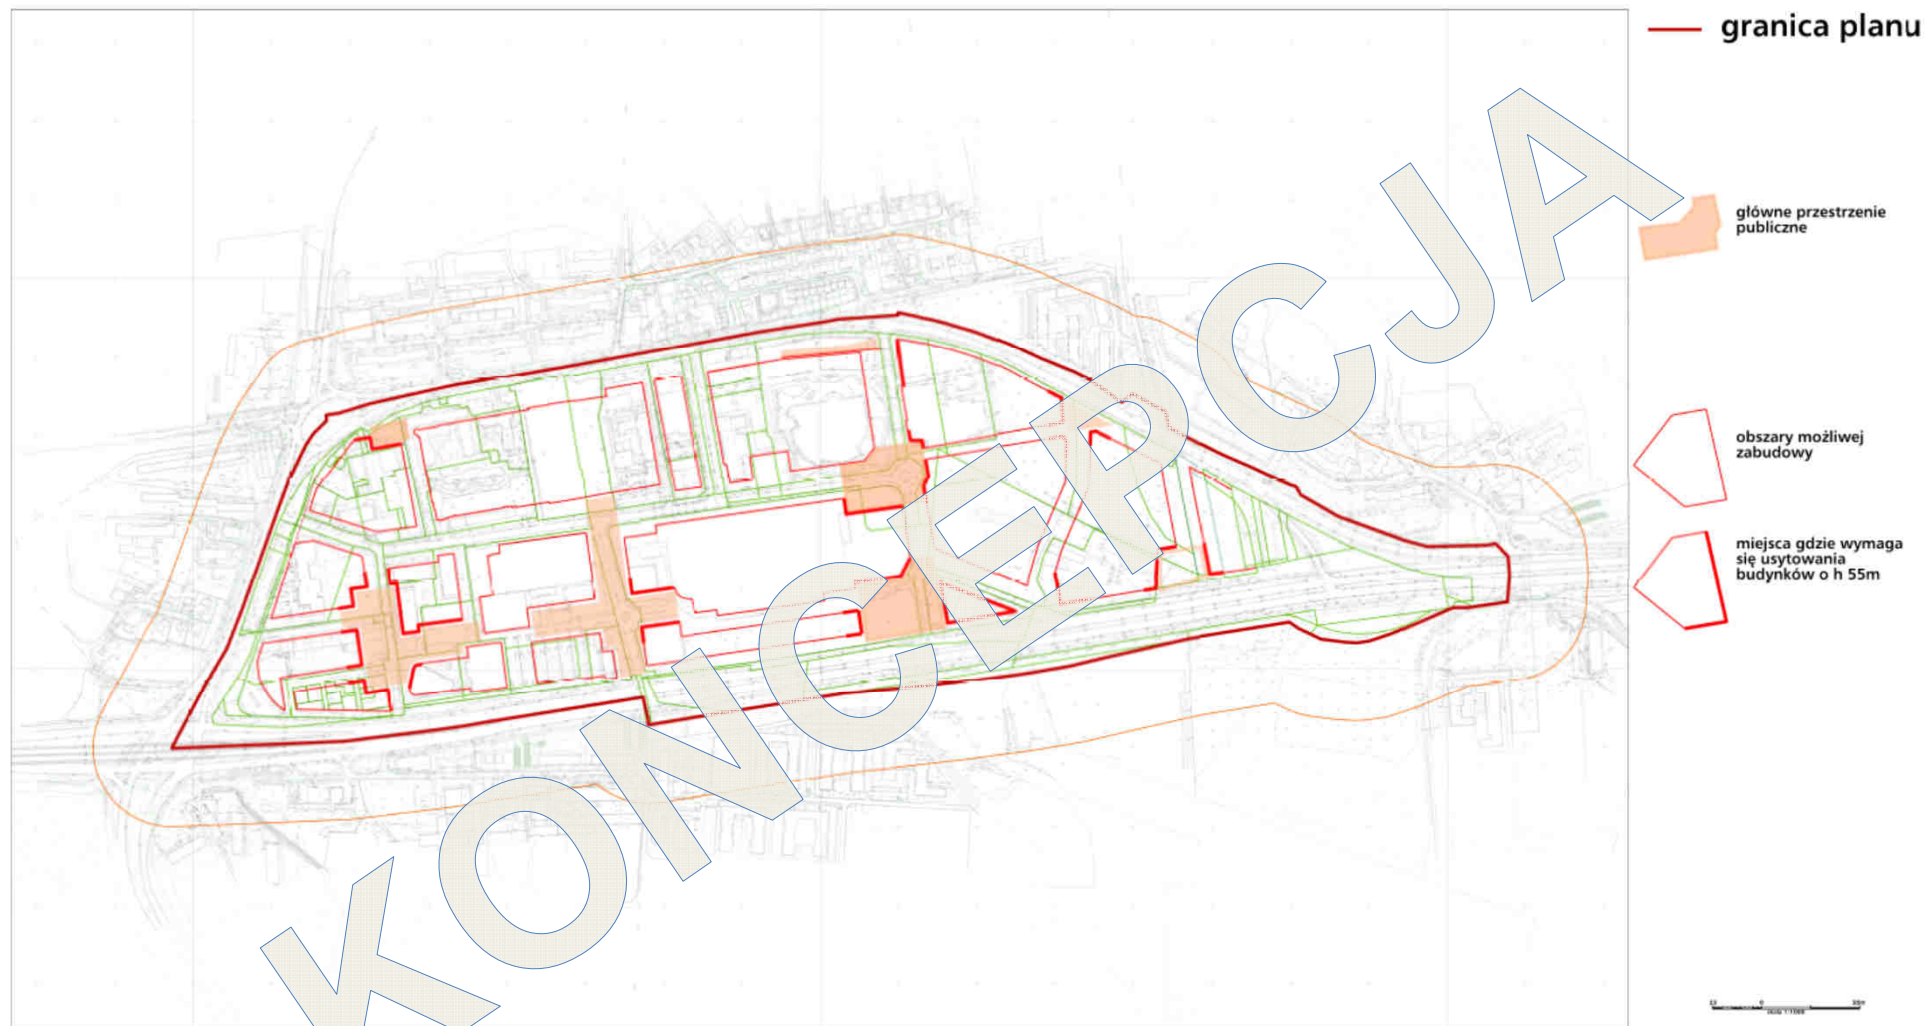 granica planu
główne przestrzenie
publiczne
obszary możliwej
zabudowy
miejsca gdzie wymaga
się usytowania
budynków o h 55m
KONCEPCJA